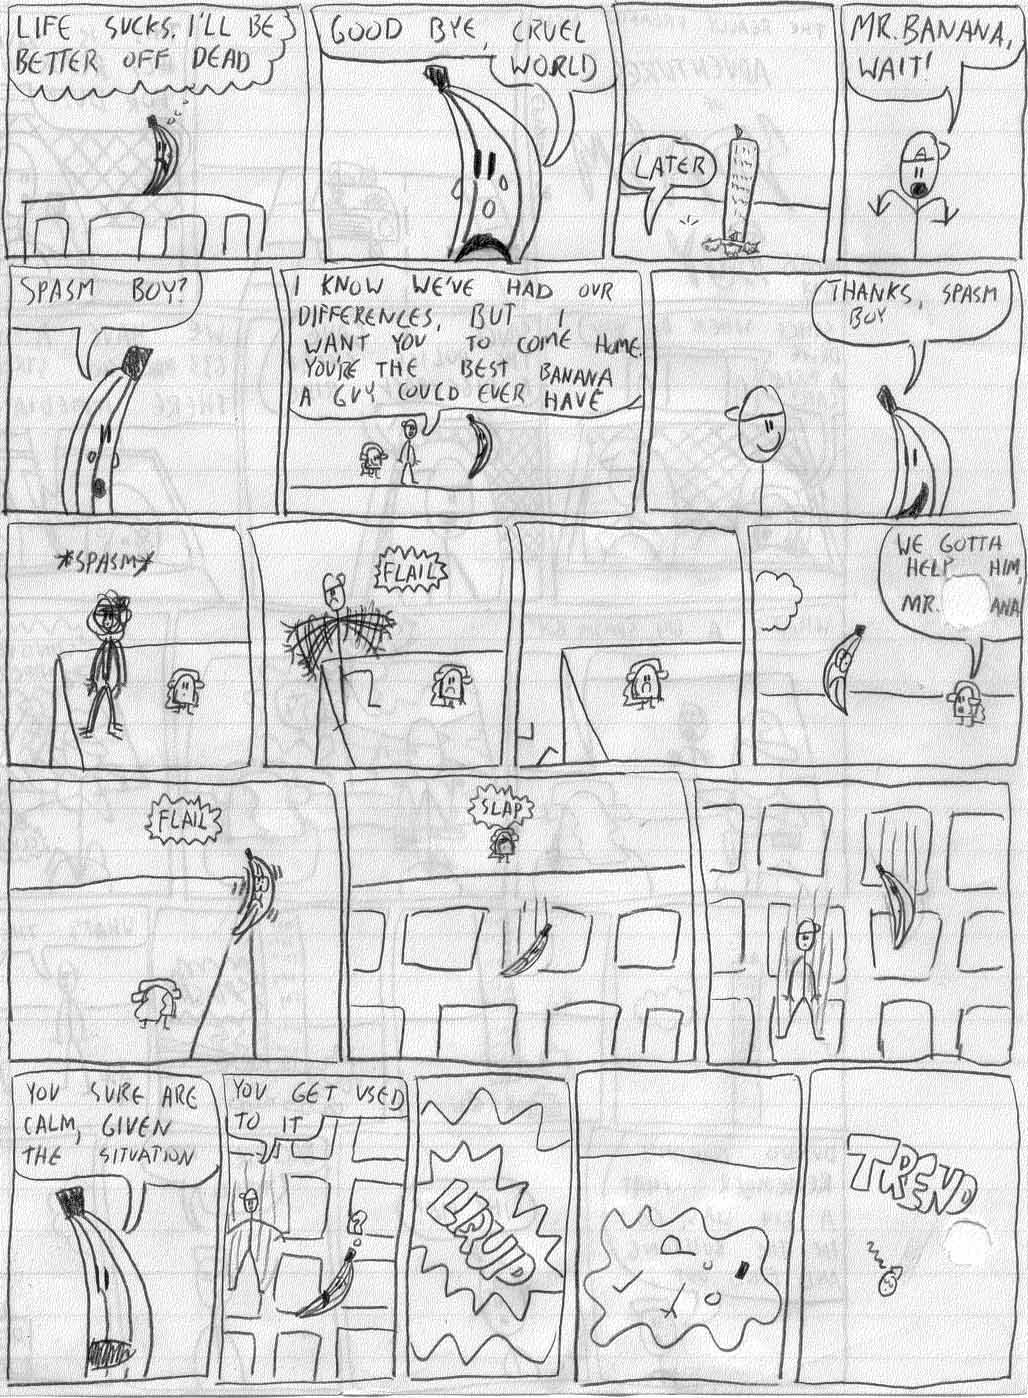 LIFE SUCKS. I'LL BE
BETTER OFF DEAD
GOOD BYE, CRUEL
WORLD
LATER
MR. BANANA,
WAIT!
SPASM BOY?
I KNOW WE'VE HAD OUR
DIFFERENCES, BUT I
WANT YOU TO COME HOME.
YOU'RE THE BEST BANANA
A GUY COULD EVER HAVE
THANKS, SPASM
BOY
*SPASM*
FLAIL
WE GOTTA
HELP HIM,
MR. ANA
FLAIL
SLAP
YOU SURE ARE
CALM, GIVEN
THE SITUATION
YOU GET USED
TO IT
?
LIQUID
TREND